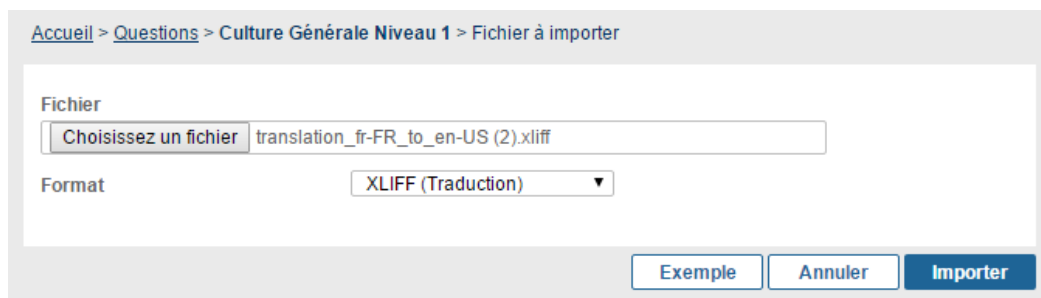 Accueil > Questions > Culture Générale Niveau 1 > Fichier à importer
Fichier
Choisissez un fichier translation_fr-FR_to_en-US (2).xliff
Format XLIFF (Traduction)
Exemple Annuler Importer